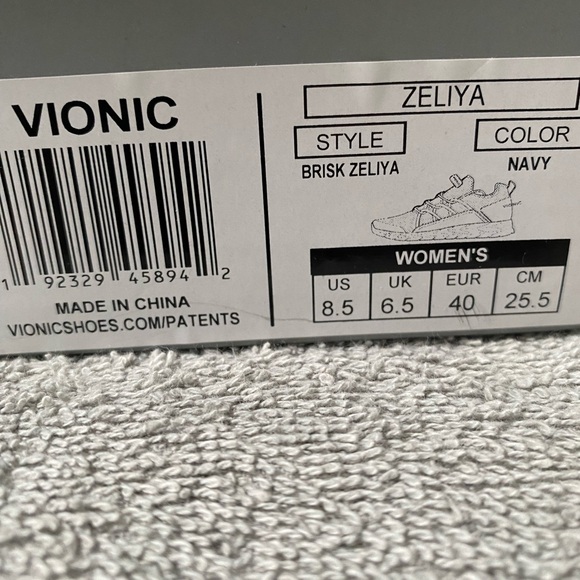 VIONIC
1 92329 45894 2
MADE IN CHINA
VIONICSHOES.COM/PATENTS
ZELIYA
STYLE COLOR
BRISK ZELIYA NAVY
WOMEN'S
US UK EUR CM
8.5 6.5 40 25.5